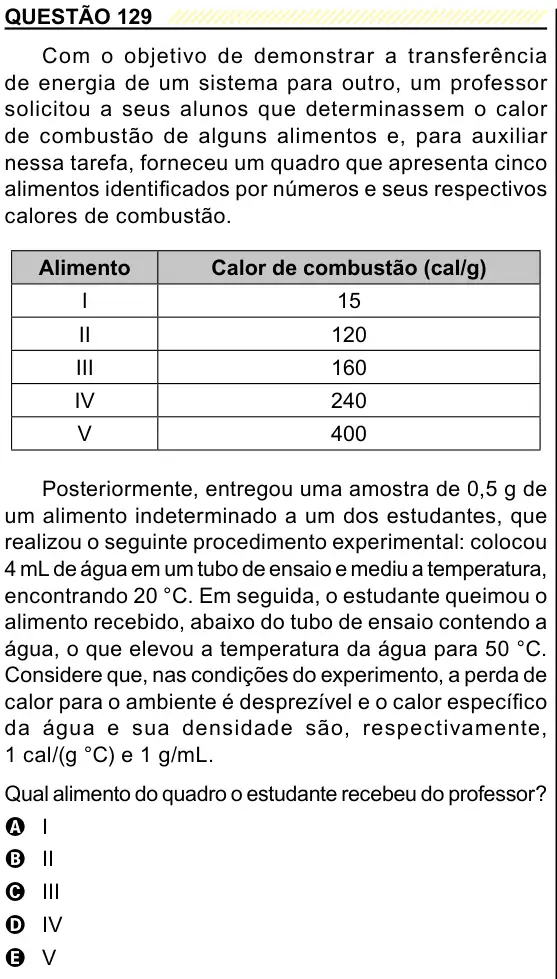 QUESTÃO 129
Com o objetivo de demonstrar a transferência
de energia de um sistema para outro, um professor
solicitou a seus alunos que determinassem o calor
de combustão de alguns alimentos e, para auxiliar
nessa tarefa, forneceu um quadro que apresenta cinco
alimentos identificados por números e seus respectivos
calores de combustão.
Alimento Calor de combustão (cal/g)
I 15
II 120
III 160
IV 240
V 400
Posteriormente, entregou uma amostra de 0,5 g de
um alimento indeterminado a um dos estudantes, que
realizou o seguinte procedimento experimental: colocou
4 mL de água em um tubo de ensaio e mediu a temperatura,
encontrando 20 °C. Em seguida, o estudante queimou o
alimento recebido, abaixo do tubo de ensaio contendo a
água, o que elevou a temperatura da água para 50 °C.
Considere que, nas condições do experimento, a perda de
calor para o ambiente é desprezível e o calor específico
da água e sua densidade são, respectivamente,
1 cal/(g °C) e 1 g/mL.
Qual alimento do quadro o estudante recebeu do professor?
A I
B II
C III
D IV
E V